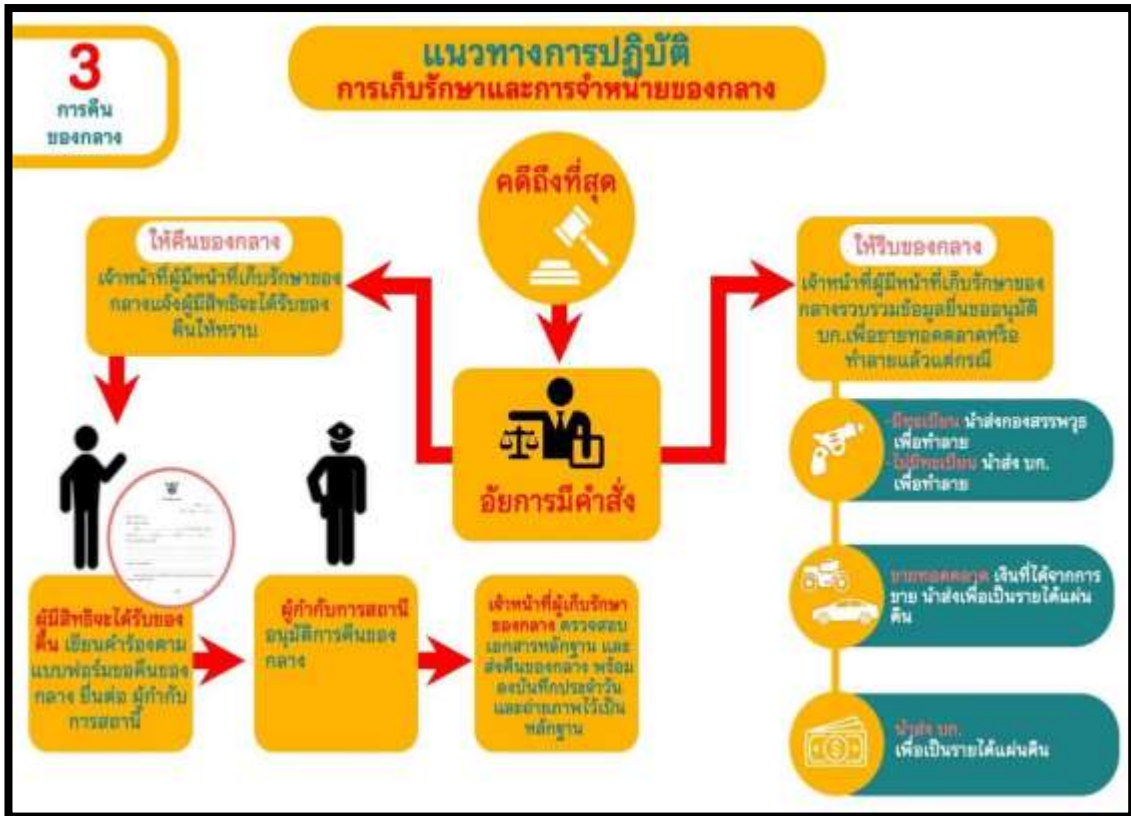 3
การคืน
ของกลาง
แนวทางการปฏิบัติ
การเก็บรักษาและการจำหน่ายของกลาง
คดีถึงที่สุด
ให้คืนของกลาง
เจ้าหน้าที่ผู้มีหน้าที่เก็บรักษาของ
กลางแจ้งผู้มีสิทธิจะได้รับของ
คืนให้ทราบ
ให้ริบของกลาง
เจ้าหน้าที่ผู้มีหน้าที่เก็บรักษาของ
กลางรวบรวมข้อมูลยื่นขออนุมัติ
บก.เพื่อขายทอดตลาดหรือ
ทำลายแล้วแต่กรณี
อัยการมีคำสั่ง
-มีทะเบียน นำส่งกองสรรพวุธ
เพื่อทำลาย
-ไม่มีทะเบียน นำส่ง บก.
เพื่อทำลาย
ขายทอดตลาด เงินที่ได้จากการ
ขาย นำส่งเพื่อเป็นรายได้แผ่น
ดิน
นำส่ง บก.
เพื่อเป็นรายได้แผ่นดิน
ผู้มีสิทธิจะได้รับของ
คืน เขียนคำร้องตาม
แบบฟอร์มขอคืนของ
กลาง ยื่นต่อ ผู้กำกับ
การสถานี
ผู้กำกับการสถานี
อนุมัติการคืนของ
กลาง
เจ้าหน้าที่ผู้เก็บรักษา
ของกลาง ตรวจสอบ
เอกสารหลักฐาน และ
ส่งคืนของกลาง พร้อม
ลงบันทึกประจำวัน
และถ่ายภาพไว้เป็น
หลักฐาน